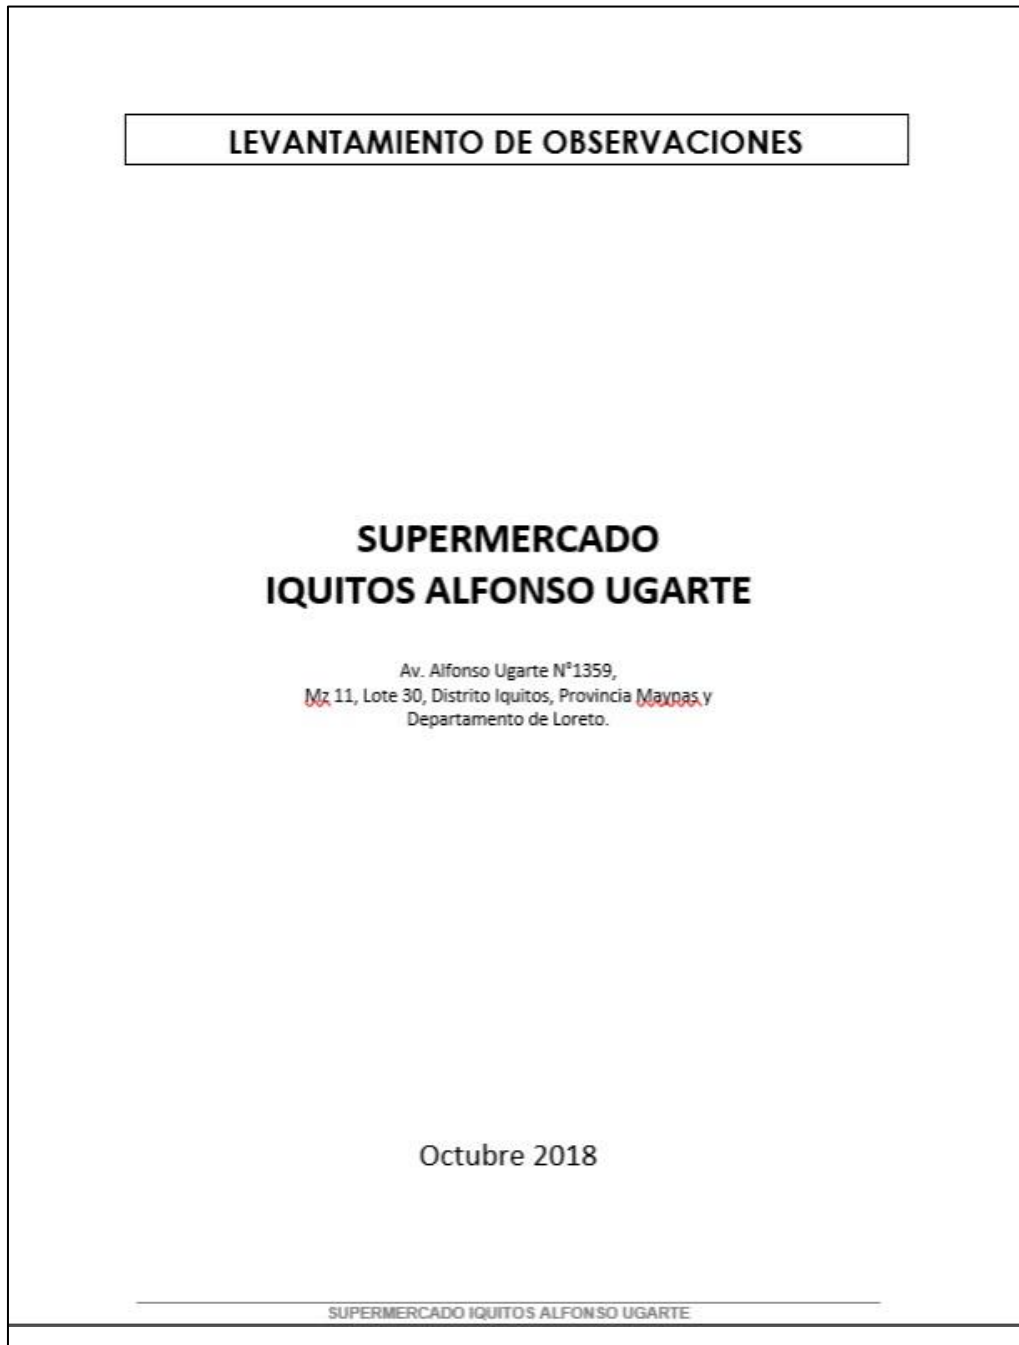 LEVANTAMIENTO DE OBSERVACIONES
SUPERMERCADO
IQUITOS ALFONSO UGARTE
Av. Alfonso Ugarte N°1359,
Mz 11, Lote 30, Distrito Iquitos, Provincia Maynas y
Departamento de Loreto.
Octubre 2018
SUPERMERCADO IQUITOS ALFONSO UGARTE